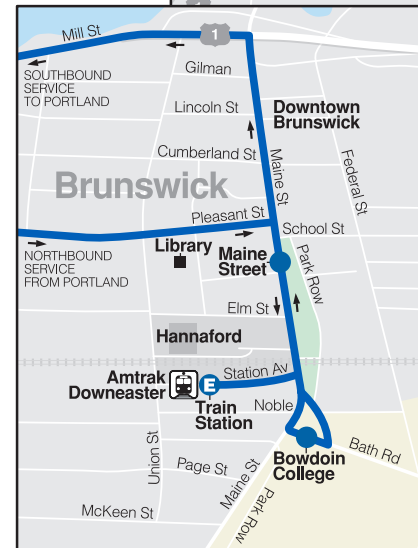 Mill St
1
SOUTHBOUND
SERVICE
TO PORTLAND
Gilman
Lincoln St
Downtown
Brunswick
Cumberland St
Maine St
Federal St
Brunswick
Pleasant St
School St
NORTHBOUND
SERVICE
FROM PORTLAND
Library
Maine
Street
Park Row
Elm St
Hannaford
Amtrak
Downeaster
E
Station Av
Train
Station
Noble
Union St
Page St
Maine St
Park Row
Bowdoin
College
Bath Rd
McKeen St